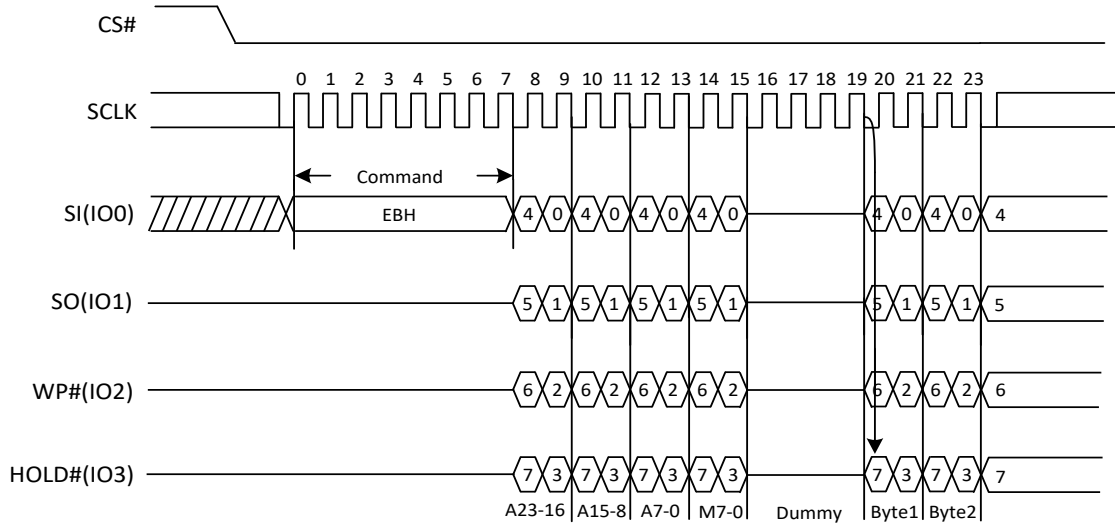 CS#
0 1 2 3 4 5 6 7 8 9 10 11 12 13 14 15 16 17 18 19 20 21 22 23
SCLK
Command
SI(IO0) EBH 4 0 4 0 4 0 4 0 4 0 4 0 4
SO(IO1) 5 1 5 1 5 1 5 1 5 1 5 1 5
WP#(IO2) 6 2 6 2 6 2 6 2 6 2 6 2 6
HOLD#(IO3) 7 3 7 3 7 3 7 3 7 3 7 3 7
A23-16 A15-8 A7-0 M7-0 Dummy Byte1 Byte2